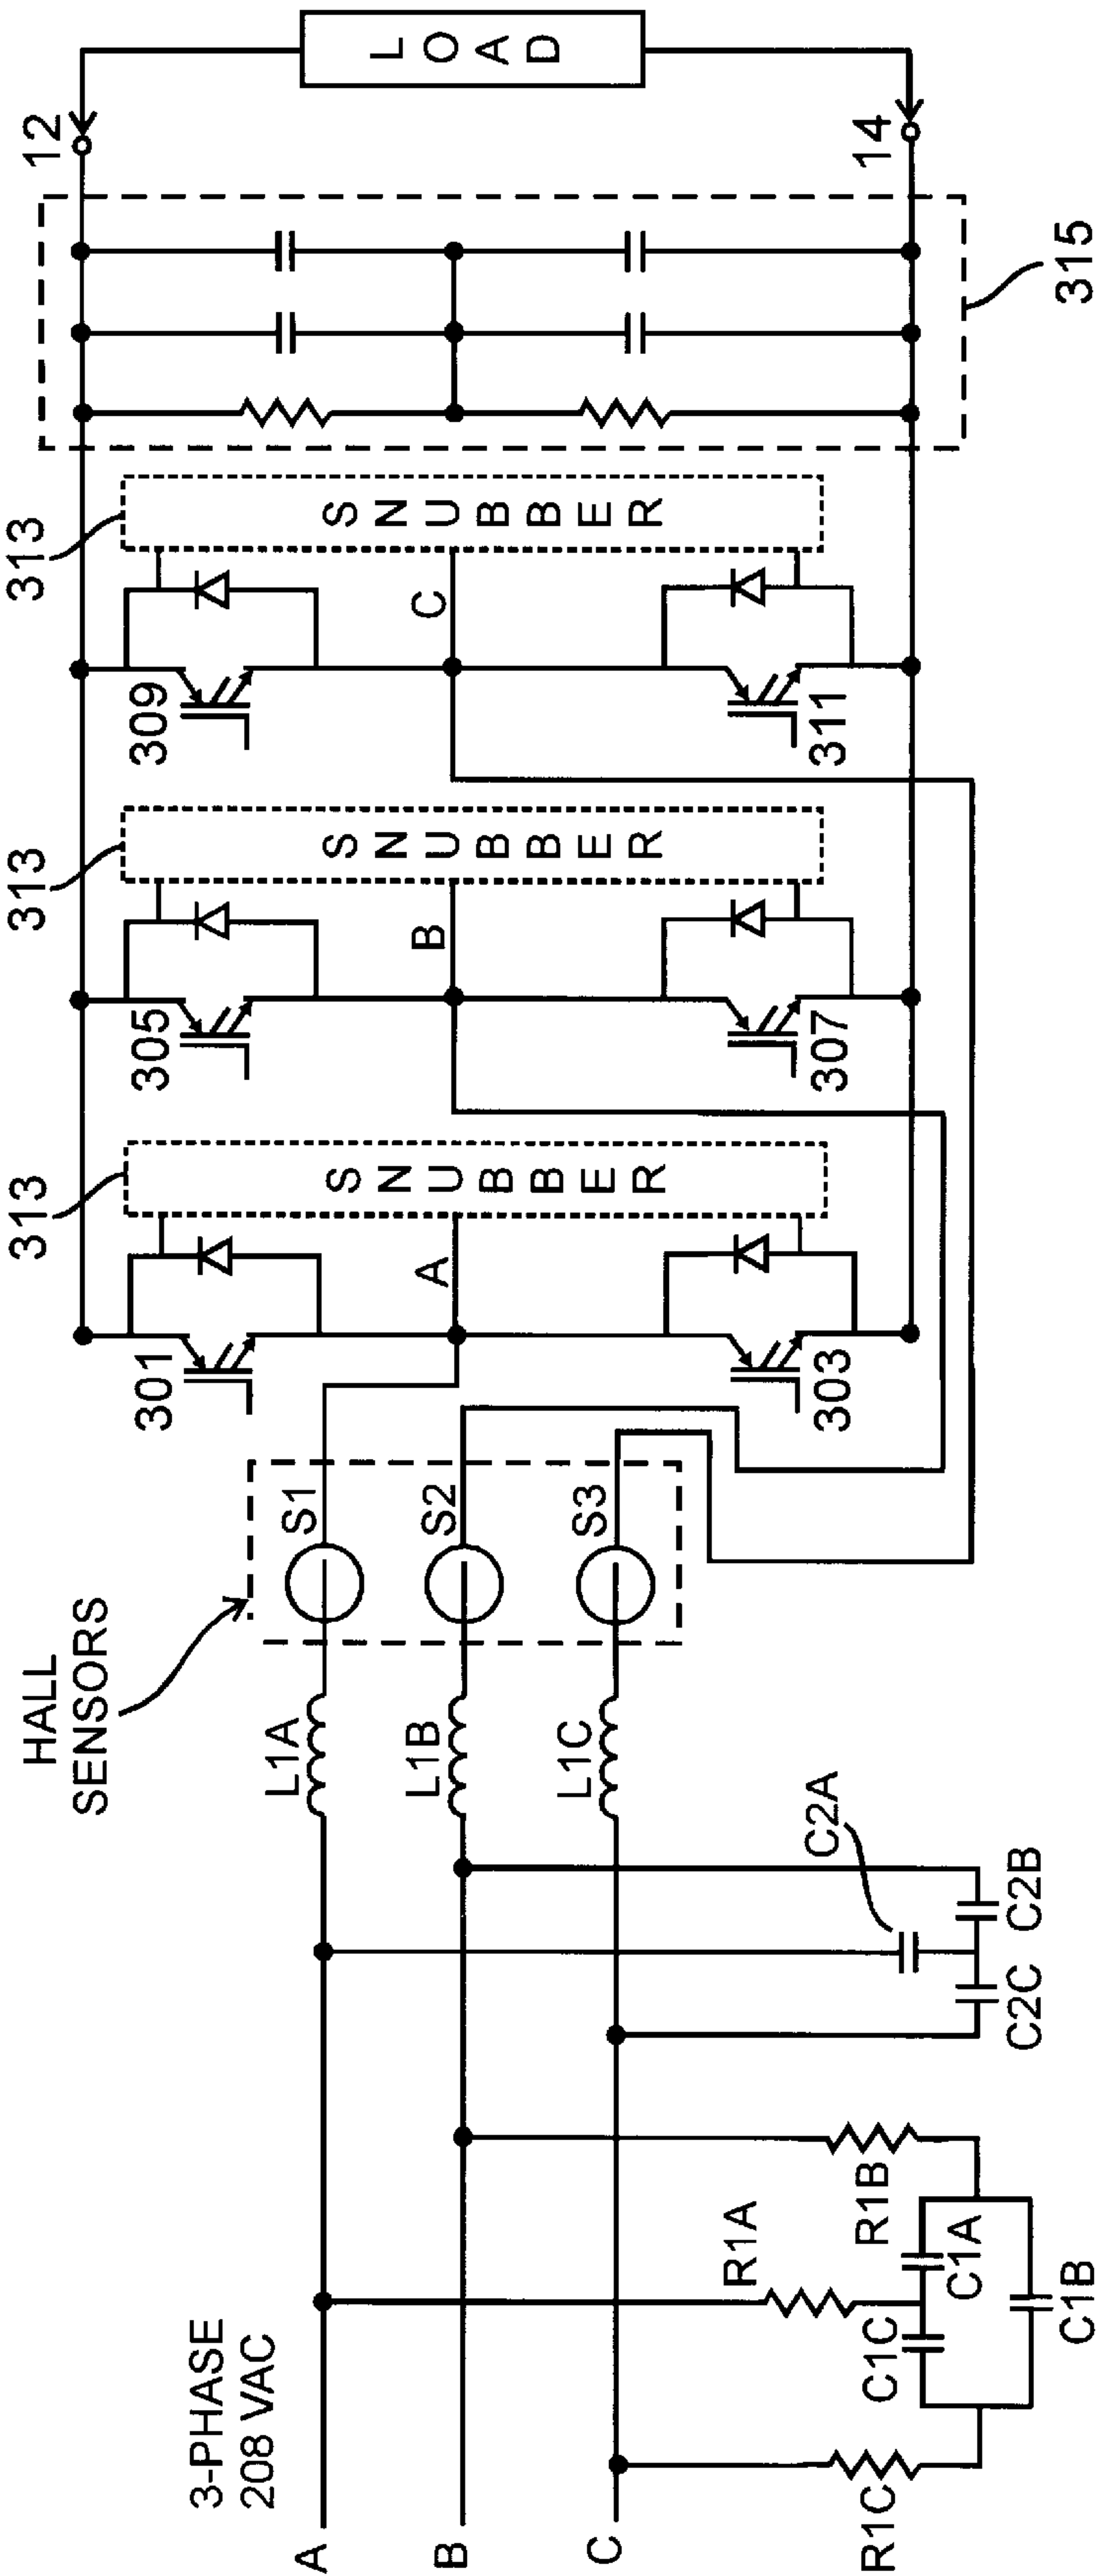 3-PHASE
208 VAC
A
B
C
R1A
R1B
R1C
C1A
C1B
C1C
C2A
C2B
C2C
L1A
L1B
L1C
HALL
SENSORS
S1
S2
S3
301
303
313
SNUBBER
A
305
307
313
SNUBBER
B
309
311
313
SNUBBER
C
315
12
14
LOAD